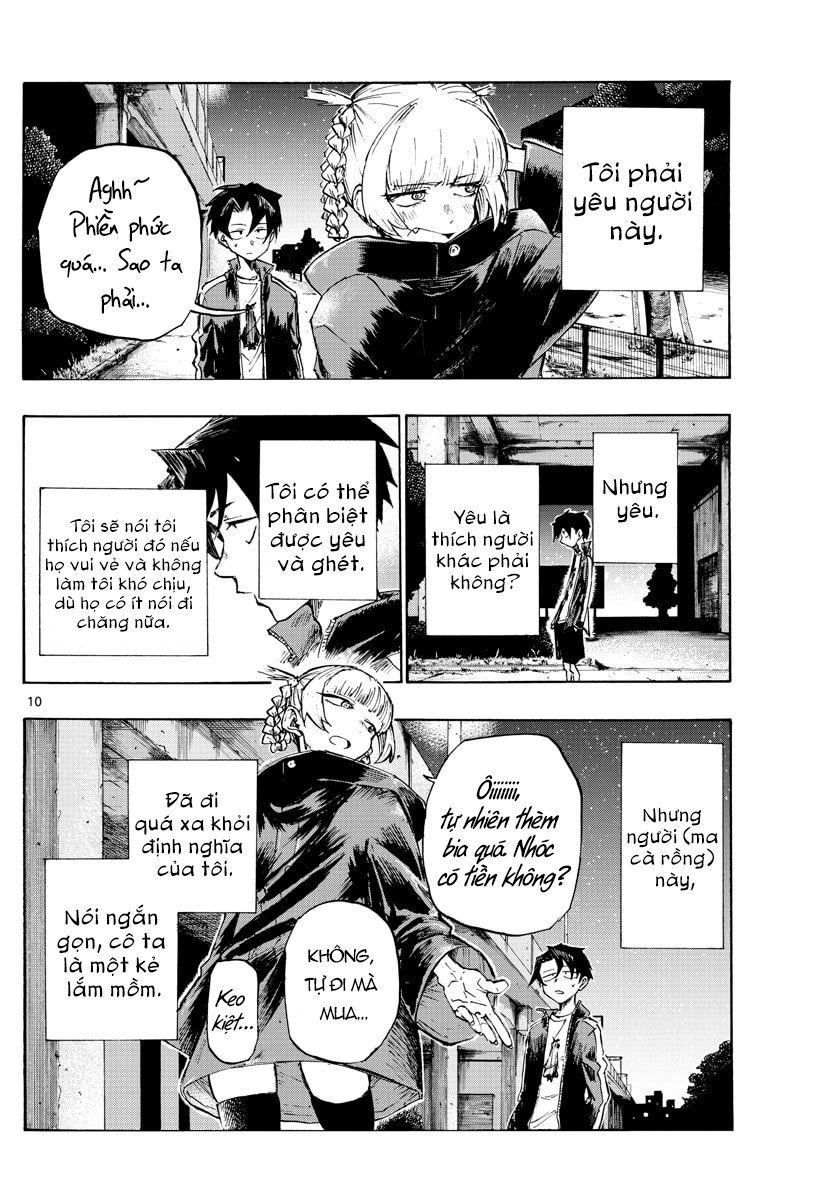 Tôi phải
yêu người
này.
Aghh~
Phiền phức
quá... Sao ta
phải...
Nhưng
yêu.
Yêu là
thích người
khác phải
không?
Tôi có thể
phân biệt
được yêu
và ghét.
Tôi sẽ nói tôi
thích người đó nếu
họ vui vẻ và không
làm tôi khó chịu,
dù họ có ít nói đi
chăng nữa.
10
Nhưng
người (ma
cà rồng)
này,
Ôiiiiiii,
tự nhiên thèm
bia quá. Nhóc
có tiền không?
KHÔNG,
TỰ ĐI MÀ
MUA...
Keo
kiệt...
Đã đi
quá xa khỏi
định nghĩa
của tôi.
Nói ngắn
gọn, cô ta
là một kẻ
lắm mồm.